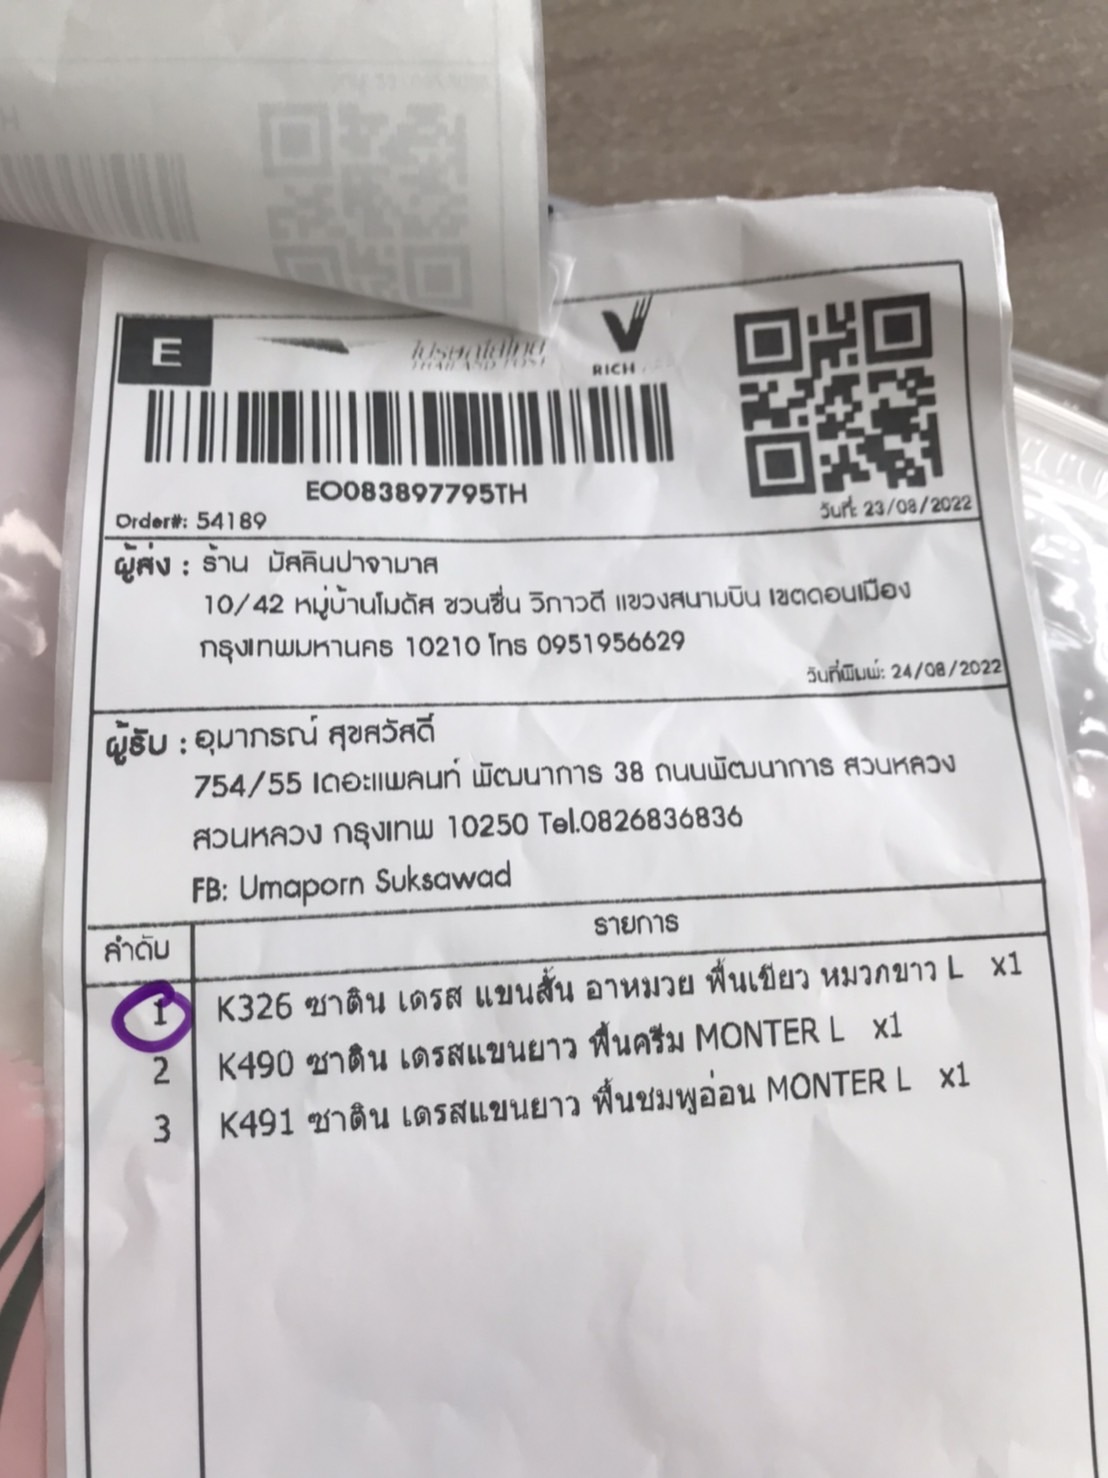 E
ไปรษณีย์ไทย
THAILAND POST
RICH
EO083897795TH
Order#: 54189
วันที่: 23/08/2022
ผู้ส่ง : ร้าน มัสลินปาจามาส
10/42 หมู่บ้านโมดัส ชวนชื่น วิภาวดี แขวงสนามบิน เขตดอนเมือง
กรุงเทพมหานคร 10210 โทร 0951956629
วันที่พิมพ์: 24/08/2022
ผู้รับ : อุมาภรณ์ สุขสวัสดี์
754/55 เดอะแพลนท์ พัฒนาการ 38 ถนนพัฒนาการ สวนหลวง
สวนหลวง กรุงเทพ 10250 Tel.0826836836
FB: Umaporn Suksawad
ลำดับ รายการ
1 K326 ซาติน เดรส แขนสั้น อาหมวย พื้นเขียว หมวกขาว L x1
2 K490 ซาติน เดรสแขนยาว พื้นครีม MONTER L x1
3 K491 ซาติน เดรสแขนยาว พื้นชมพูอ่อน MONTER L x1